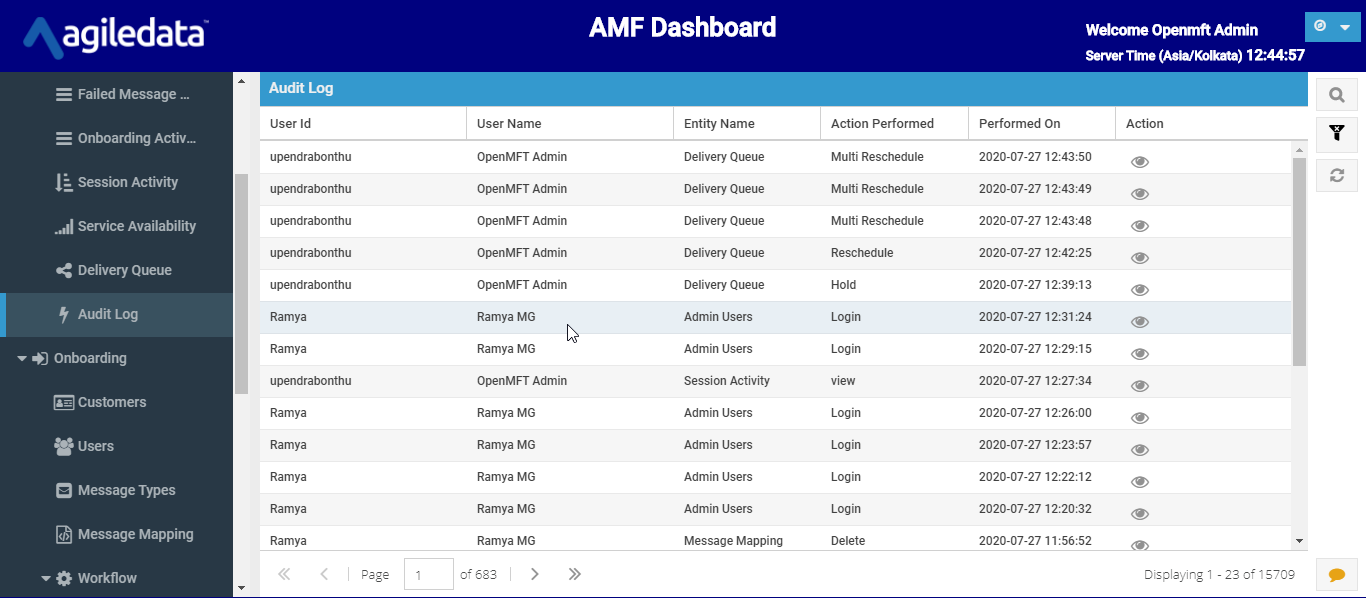 agiledata™
AMF Dashboard
Welcome Openmft Admin
Server Time (Asia/Kolkata) 12:44:57
Failed Message ...
Onboarding Activ...
Session Activity
Service Availability
Delivery Queue
Audit Log
Onboarding
Customers
Users
Message Types
Message Mapping
Workflow
Audit Log
User Id User Name Entity Name Action Performed Performed On Action
upendrabonthu OpenMFT Admin Delivery Queue Multi Reschedule 2020-07-27 12:43:50
upendrabonthu OpenMFT Admin Delivery Queue Multi Reschedule 2020-07-27 12:43:49
upendrabonthu OpenMFT Admin Delivery Queue Multi Reschedule 2020-07-27 12:43:48
upendrabonthu OpenMFT Admin Delivery Queue Reschedule 2020-07-27 12:42:25
upendrabonthu OpenMFT Admin Delivery Queue Hold 2020-07-27 12:39:13
Ramya Ramya MG Admin Users Login 2020-07-27 12:31:24
Ramya Ramya MG Admin Users Login 2020-07-27 12:29:15
upendrabonthu OpenMFT Admin Session Activity view 2020-07-27 12:27:34
Ramya Ramya MG Admin Users Login 2020-07-27 12:26:00
Ramya Ramya MG Admin Users Login 2020-07-27 12:23:57
Ramya Ramya MG Admin Users Login 2020-07-27 12:22:12
Ramya Ramya MG Admin Users Login 2020-07-27 12:20:32
Ramya Ramya MG Message Mapping Delete 2020-07-27 11:56:52
Page 1 of 683
Displaying 1 - 23 of 15709